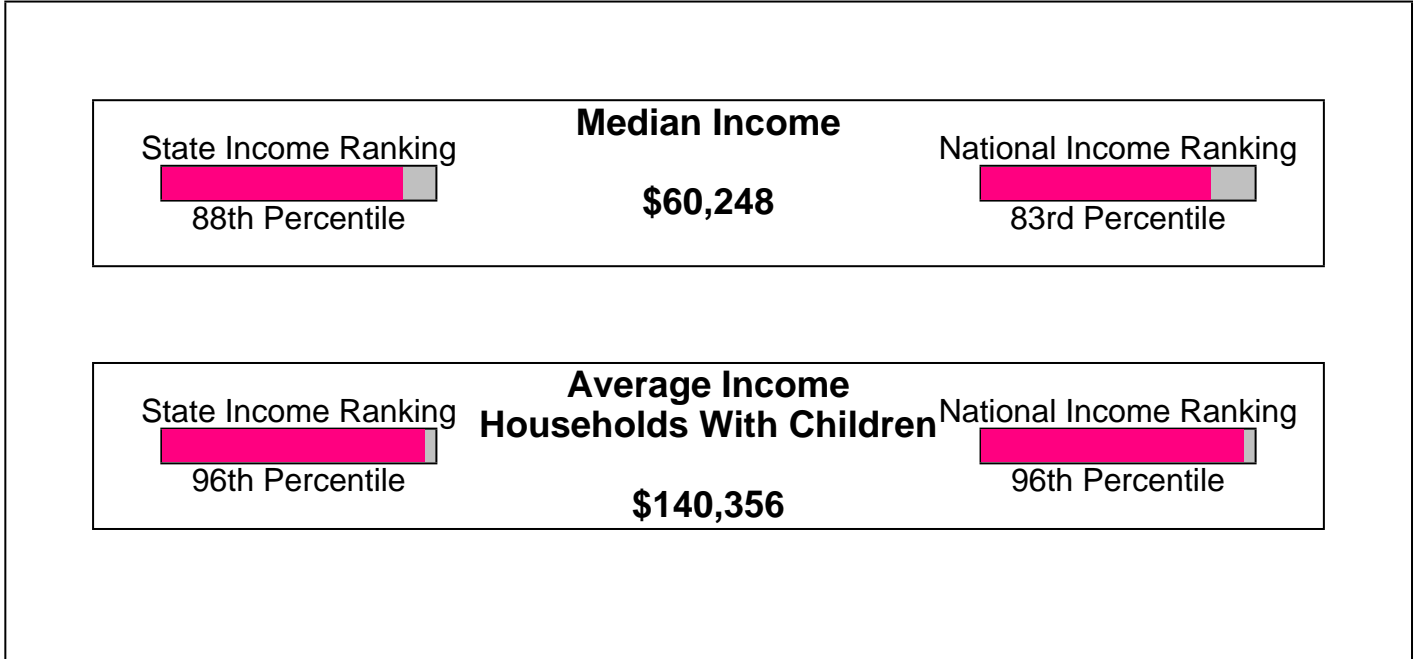 Median Income
State Income Ranking
National Income Ranking
$60,248
88th Percentile
83rd Percentile
Average Income
State Income Ranking
Households With Children
National Income Ranking
96th Percentile
96th Percentile
$140,356